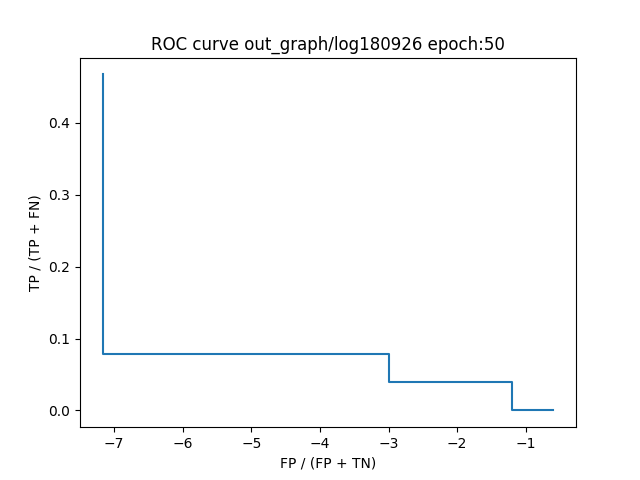 ROC curve out_graph/log180926 epoch:50
TP / (TP + FN)
0.4
0.3
0.2
0.1
0.0
−7 −6 −5 −4 −3 −2 −1
FP / (FP + TN)